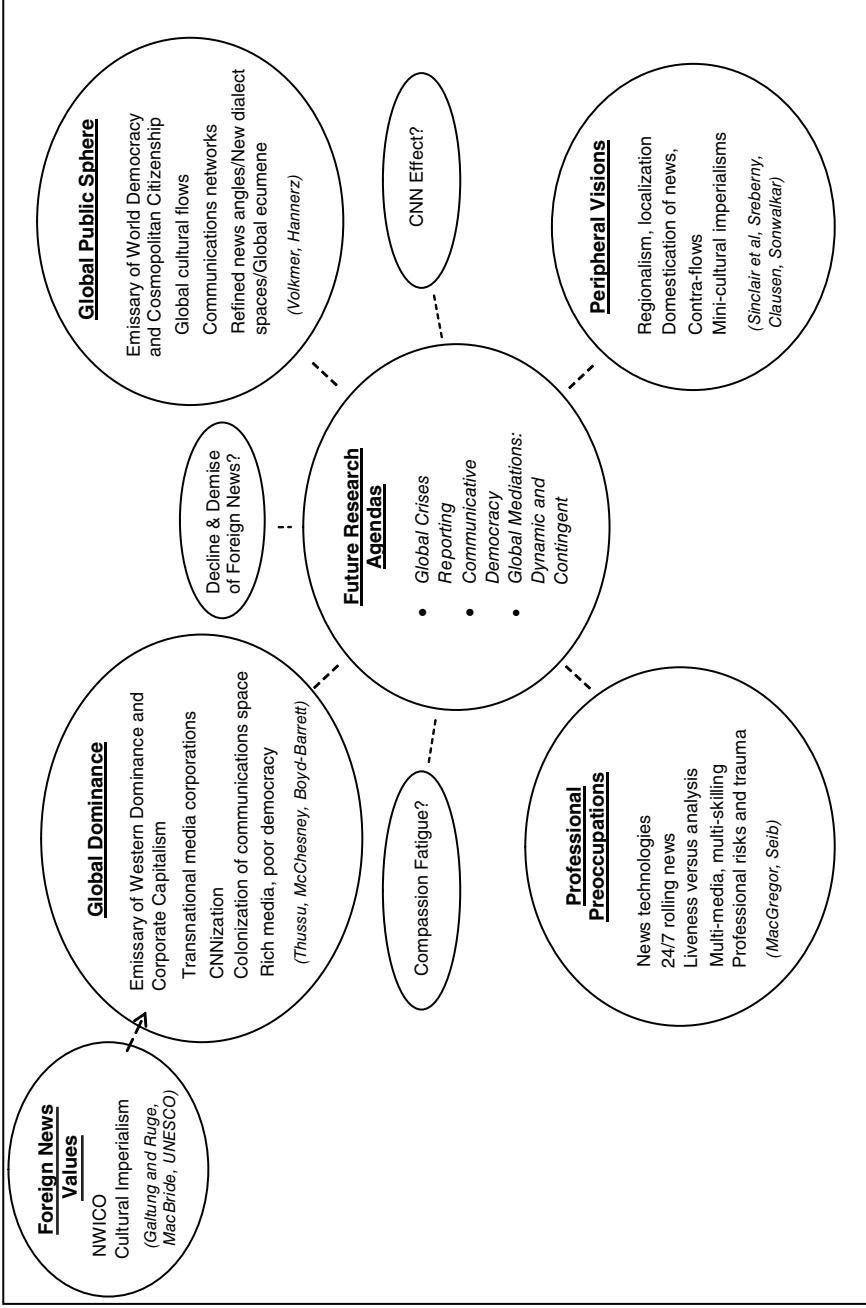 Foreign News
Values
NWICO
Cultural Imperialism
(Galtung and Ruge,
MacBride, UNESCO)
Global Dominance
Emissary of Western Dominance and
Corporate Capitalism
Transnational media corporations
CNNization
Colonization of communications space
Rich media, poor democracy
(Thussu, McChesney, Boyd-Barrett)
Decline & Demise
of Foreign News?
Global Public Sphere
Emissary of World Democracy
and Cosmopolitan Citizenship
Global cultural flows
Communications networks
Refined news angles/New dialect
spaces/Global ecumene
(Volkmer, Hannerz)
Compassion Fatigue?
Future Research
Agendas
• Global Crises
Reporting
• Communicative
Democracy
• Global Mediations:
Dynamic and
Contingent
CNN Effect?
Professional
Preoccupations
News technologies
24/7 rolling news
Liveness versus analysis
Multi-media, multi-skilling
Professional risks and trauma
(MacGregor, Seib)
Peripheral Visions
Regionalism, localization
Domestication of news,
Contra-flows
Mini-cultural imperialisms
(Sinclair et al, Sreberny,
Clausen, Sonwalkar)